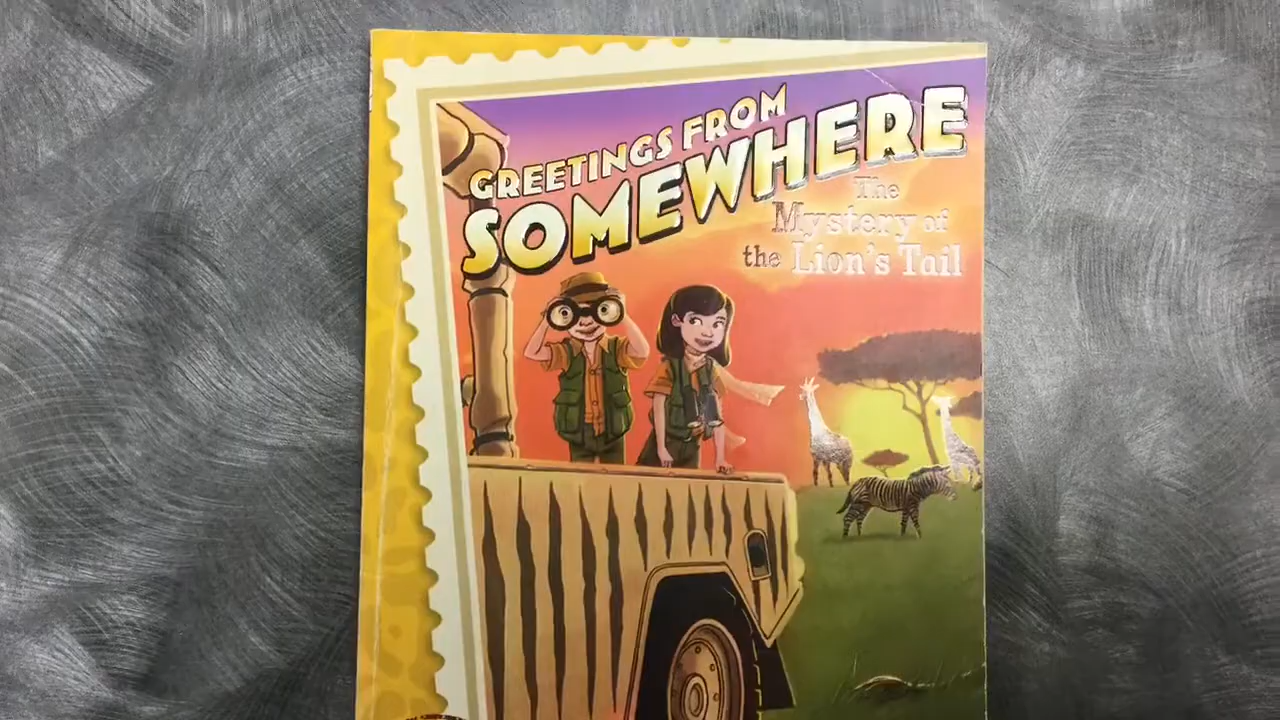 GREETINGS FROM
SOMEWHERE
The
Mystery of
the Lion's Tail